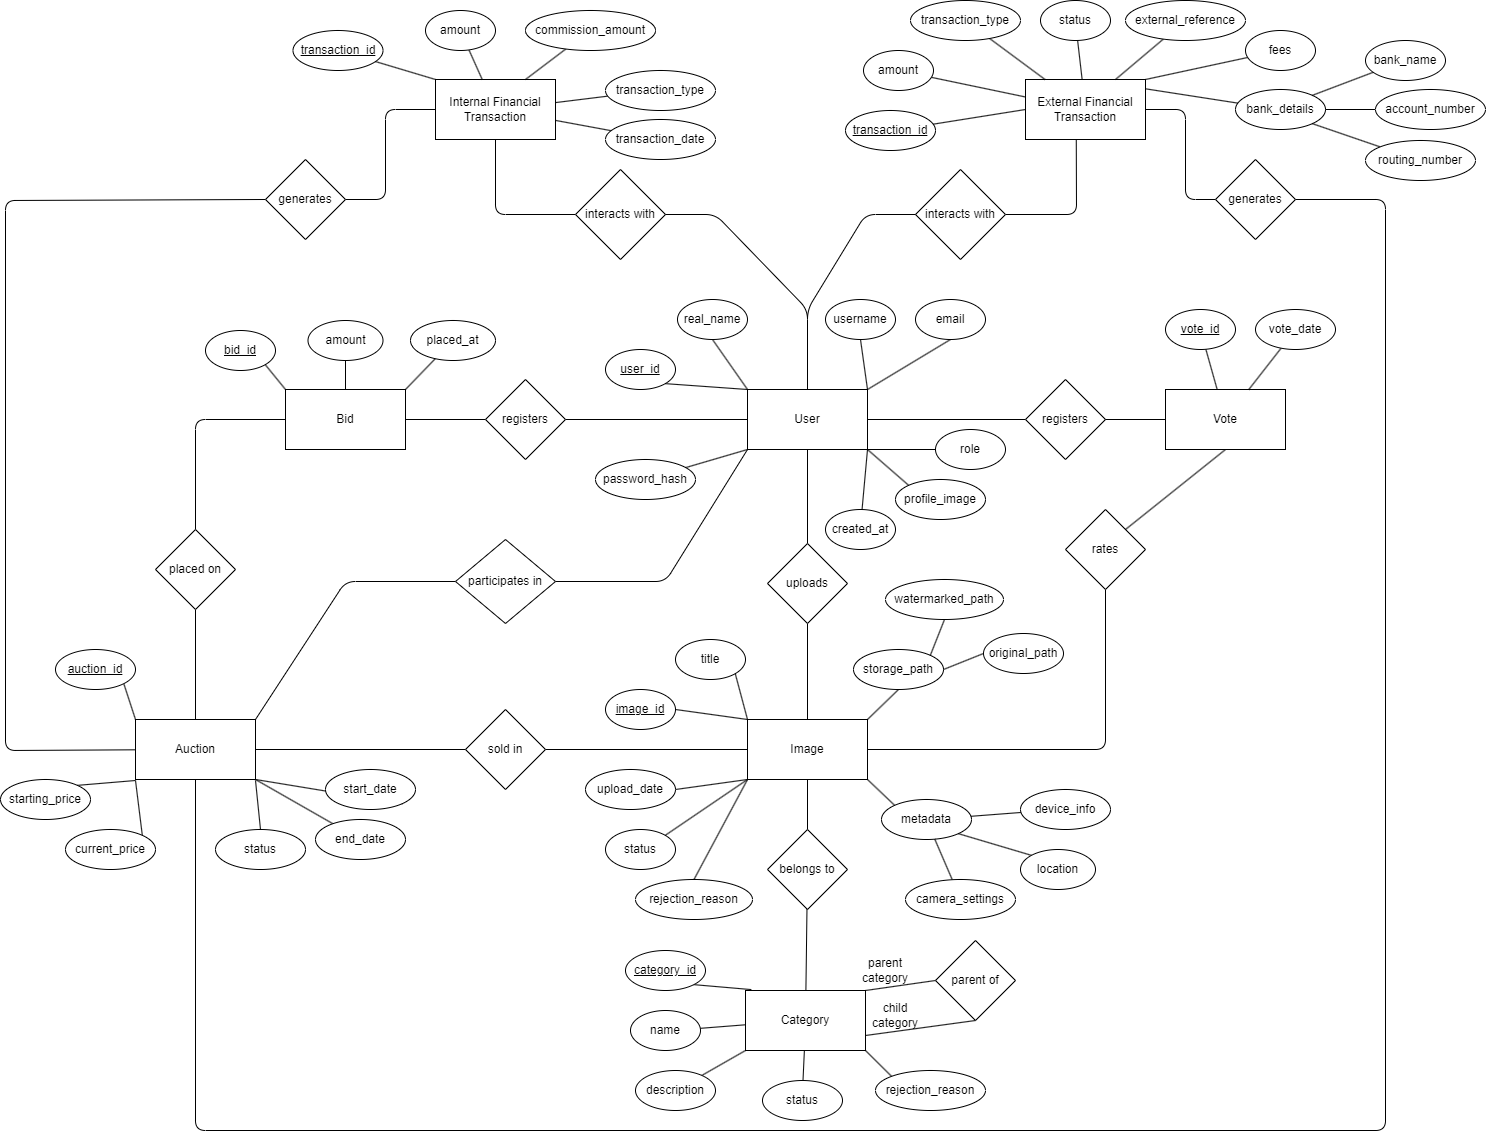 transaction_type
status
external_reference
amount
commission_amount
transaction_id
fees
bank_name
amount
transaction_type
Internal Financial
Transaction
External Financial
Transaction
bank_details
account_number
transaction_id
transaction_date
routing_number
generates
interacts with
interacts with
generates
real_name
username
email
vote_id
vote_date
bid_id
amount
placed_at
user_id
Bid
registers
User
registers
Vote
role
password_hash
profile_image
created_at
placed on
participates in
uploads
rates
watermarked_path
original_path
title
storage_path
auction_id
image_id
Auction
sold in
Image
starting_price
start_date
upload_date
device_info
metadata
current_price
status
end_date
status
belongs to
location
rejection_reason
camera_settings
category_id
parent
category
parent of
child
category
name
Category
description
status
rejection_reason